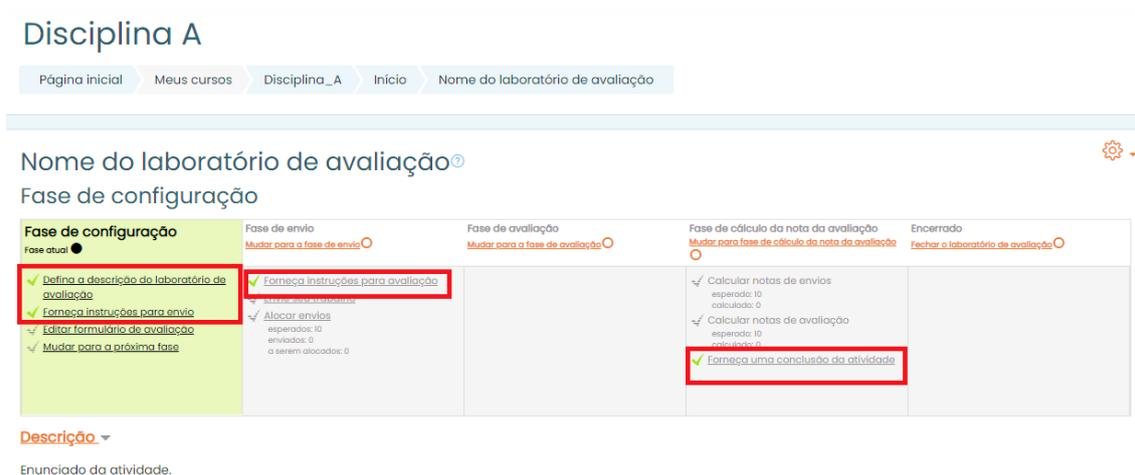 Disciplina A
Página inicial
Meus cursos
Disciplina_A
Início
Nome do laboratório de avaliação
Nome do laboratório de avaliação
Fase de configuração
Fase de configuração
Fase atual
Defina a descrição do laboratório de
avaliação
Forneça instruções para envio
Editar formulário de avaliação
Mudar para a próxima fase
Fase de envio
Mudar para a fase de envio
Forneça instruções para avaliação
Envie seu trabalho
Alocar envios
esperados: 10
enviados: 0
a serem alocados: 0
Fase de avaliação
Mudar para a fase de avaliação
Fase de cálculo da nota da avaliação
Mudar para fase de cálculo da nota da avaliação
Calcular notas de envios
esperado: 10
calculado: 0
Calcular notas de avaliação
esperado: 10
calculado: 0
Forneça uma conclusão da atividade
Encerrado
Fechar o laboratório de avaliação
Descrição
Enunciado da atividade.